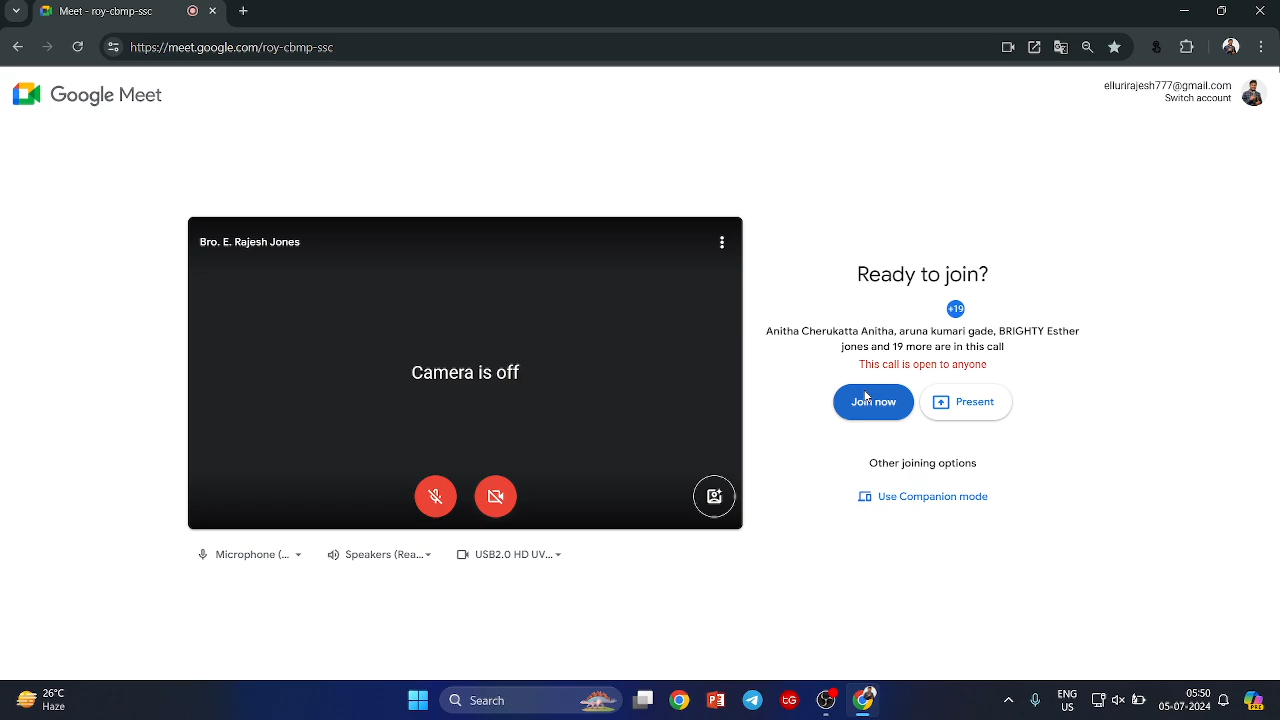 Meet - roy-cbmp-ssc
https://meet.google.com/roy-cbmp-ssc
Google Meet
ellurirajesh777@gmail.com
Switch account
Bro. E. Rajesh Jones
Camera is off
Ready to join?
+19
Anitha Cherukatta Anitha, aruna kumari gade, BRIGHTY Esther
jones and 19 more are in this call
This call is open to anyone
Join now
Present
Other joining options
Use Companion mode
Microphone (...
Speakers (Rea...
USB2.0 HD UV...
26°C
Haze
Search
ENG
US
05:50
05-07-2024